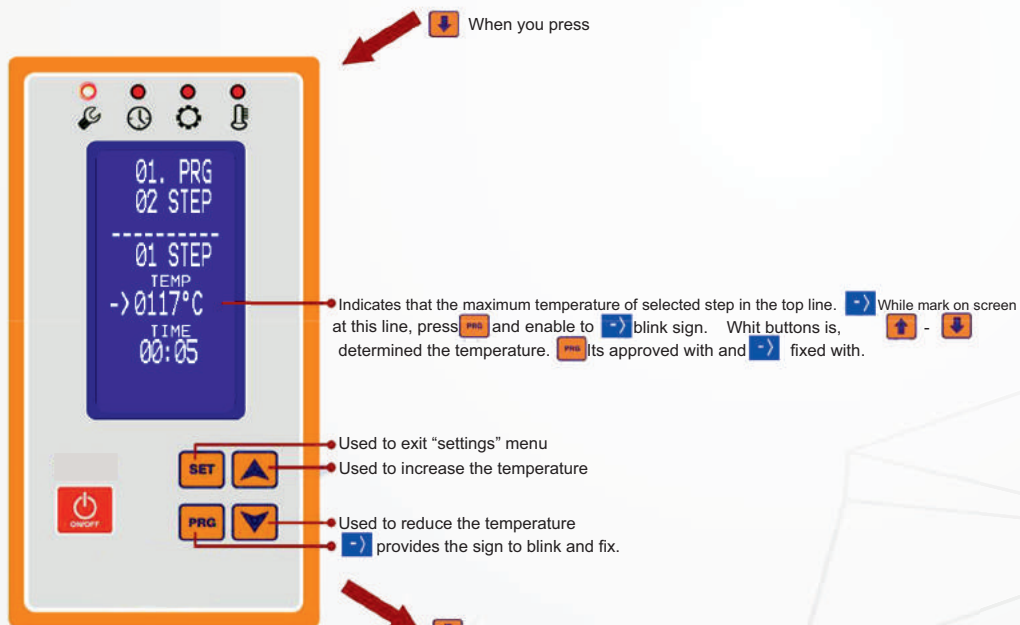 When you press
01. PRG
02 STEP
----------
01 STEP
TEMP
->0117°C
TIME
00:05
Indicates that the maximum temperature of selected step in the top line. -> While mark on screen
at this line, press PRG and enable to -> blink sign. Whit buttons is, -
determined the temperature. PRG Its approved with and -> fixed with.
SET
Used to exit “settings” menu
Used to increase the temperature
ON/OFF
PRG
Used to reduce the temperature
-> provides the sign to blink and fix.